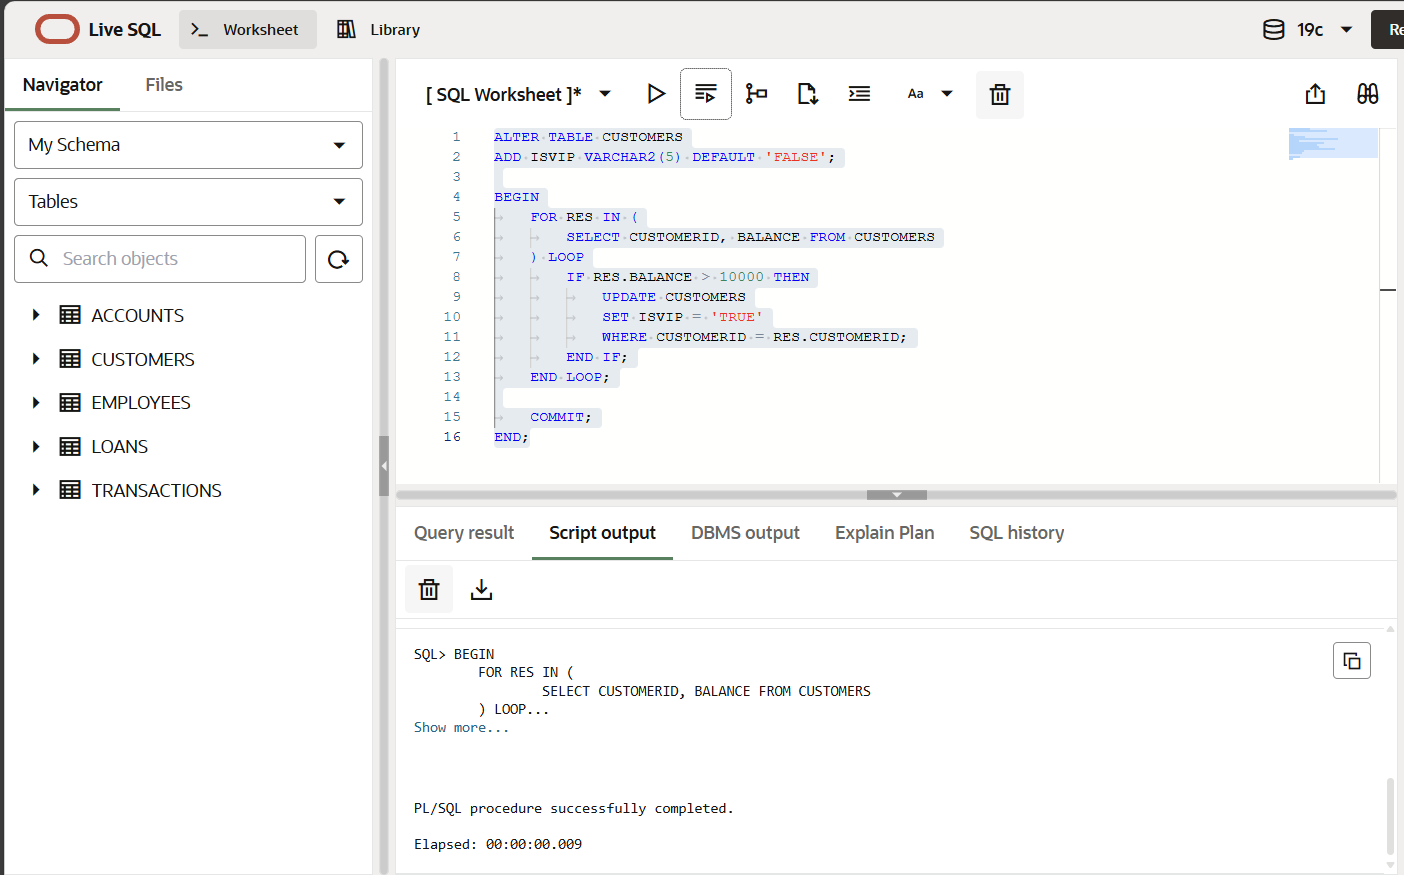 Live SQL
Worksheet
Library
19c
Re
Navigator
Files
My Schema
Tables
Search objects
ACCOUNTS
CUSTOMERS
EMPLOYEES
LOANS
TRANSACTIONS
[ SQL Worksheet ]*
Aa
1 ALTER TABLE CUSTOMERS
2 ADD ISVIP VARCHAR2(5) DEFAULT 'FALSE';
3
4 BEGIN
5 FOR RES IN (
6 SELECT CUSTOMERID, BALANCE FROM CUSTOMERS
7 ) LOOP
8 IF RES.BALANCE > 10000 THEN
9 UPDATE CUSTOMERS
10 SET ISVIP = 'TRUE'
11 WHERE CUSTOMERID = RES.CUSTOMERID;
12 END IF;
13 END LOOP;
14
15 COMMIT;
16 END;
Query result
Script output
DBMS output
Explain Plan
SQL history
SQL> BEGIN
FOR RES IN (
SELECT CUSTOMERID, BALANCE FROM CUSTOMERS
) LOOP...
Show more...
PL/SQL procedure successfully completed.
Elapsed: 00:00:00.009